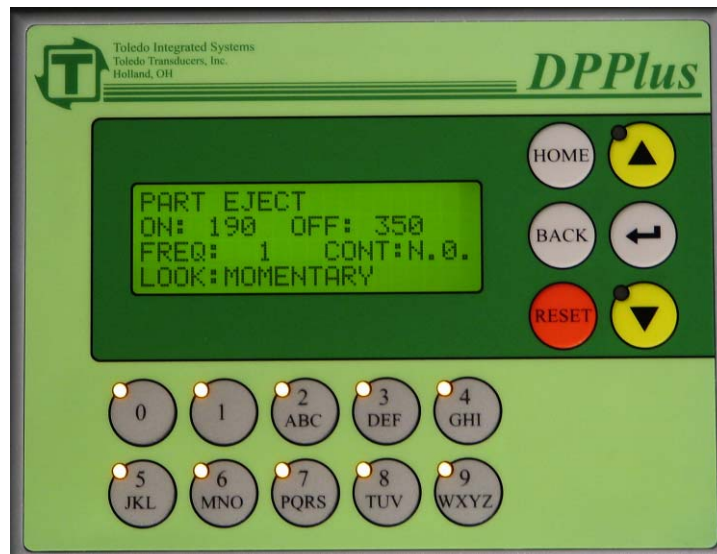 Toledo Integrated Systems
Toledo Transducers, Inc.
Holland, OH
DPPlus
T
PART EJECT
ON: 190 OFF: 350
FREQ: 1 CONT:N.O.
LOOK:MOMENTARY
HOME
BACK
RESET
0
1
2
ABC
3
DEF
4
GHI
5
JKL
6
MNO
7
PQRS
8
TUV
9
WXYZ